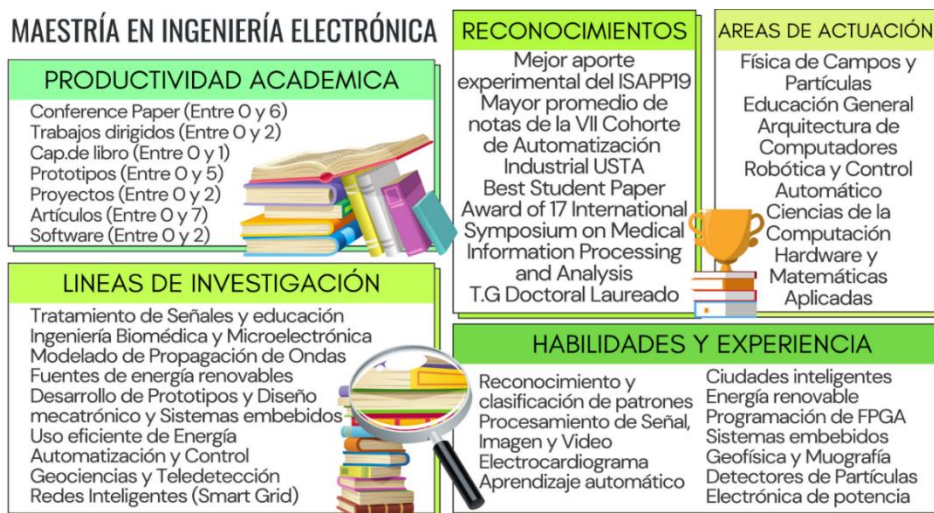 MAESTRÍA EN INGENIERÍA ELECTRÓNICA
PRODUCTIVIDAD ACADEMICA
Conference Paper (Entre 0 y 6)
Trabajos dirigidos (Entre 0 y 2)
Cap.de libro (Entre 0 y 1)
Prototipos (Entre 0 y 5)
Proyectos (Entre 0 y 2)
Artículos (Entre 0 y 7)
Software (Entre 0 y 2)
LINEAS DE INVESTIGACIÓN
Tratamiento de Señales y educación
Ingeniería Biomédica y Microelectrónica
Modelado de Propagación de Ondas
Fuentes de energía renovables
Desarrollo de Prototipos y Diseño
mecatrónico y Sistemas embebidos
Uso eficiente de Energía
Automatización y Control
Geociencias y Teledetección
Redes Inteligentes (Smart Grid)
RECONOCIMIENTOS
Mejor aporte
experimental del ISAPP19
Mayor promedio de
notas de la VII Cohorte
de Automatización
Industrial USTA
Best Student Paper
Award of 17 International
Symposium on Medical
Information Processing
and Analysis
T.G Doctoral Laureado
AREAS DE ACTUACIÓN
Física de Campos y
Partículas
Educación General
Arquitectura de
Computadores
Robótica y Control
Automático
Ciencias de la
Computación
Hardware y
Matemáticas
Aplicadas
HABILIDADES Y EXPERIENCIA
Reconocimiento y
clasificación de patrones
Procesamiento de Señal,
Imagen y Video
Electrocardiograma
Aprendizaje automático
Ciudades inteligentes
Energía renovable
Programación de FPGA
Sistemas embebidos
Geofísica y Muografía
Detectores de Partículas
Electrónica de potencia